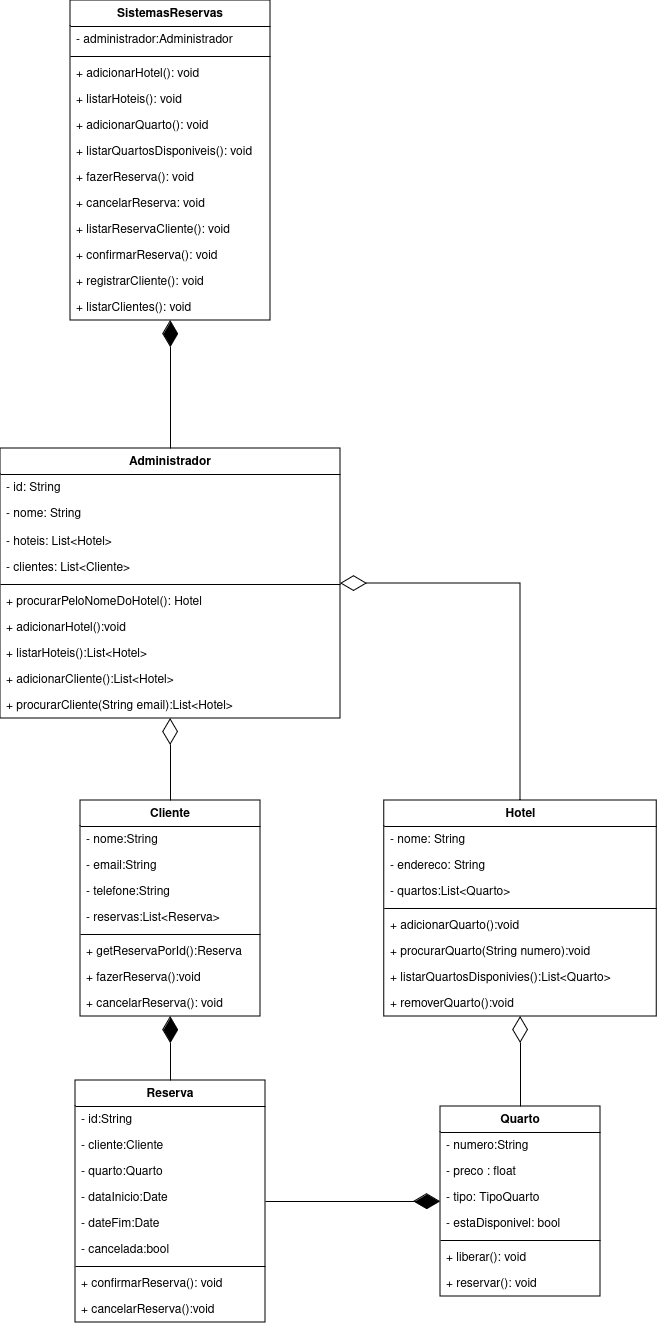 SistemasReservas
- administrador:Administrador
+ adicionarHotel(): void
+ listarHoteis(): void
+ adicionarQuarto(): void
+ listarQuartosDisponiveis(): void
+ fazerReserva(): void
+ cancelarReserva: void
+ listarReservaCliente(): void
+ confirmarReserva(): void
+ registrarCliente(): void
+ listarClientes(): void
Administrador
- id: String
- nome: String
- hoteis: List<Hotel>
- clientes: List<Cliente>
+ procurarPeloNomeDoHotel(): Hotel
+ adicionarHotel():void
+ listarHoteis():List<Hotel>
+ adicionarCliente():List<Hotel>
+ procurarCliente(String email):List<Hotel>
Cliente
- nome:String
- email:String
- telefone:String
- reservas:List<Reserva>
+ getReservaPorId():Reserva
+ fazerReserva():void
+ cancelarReserva(): void
Hotel
- nome: String
- endereco: String
- quartos:List<Quarto>
+ adicionarQuarto():void
+ procurarQuarto(String numero):void
+ listarQuartosDisponivies():List<Quarto>
+ removerQuarto():void
Reserva
- id:String
- cliente:Cliente
- quarto:Quarto
- dataInicio:Date
- dateFim:Date
- cancelada:bool
+ confirmarReserva(): void
+ cancelarReserva():void
Quarto
- numero:String
- preco : float
- tipo: TipoQuarto
- estaDisponivel: bool
+ liberar(): void
+ reservar(): void